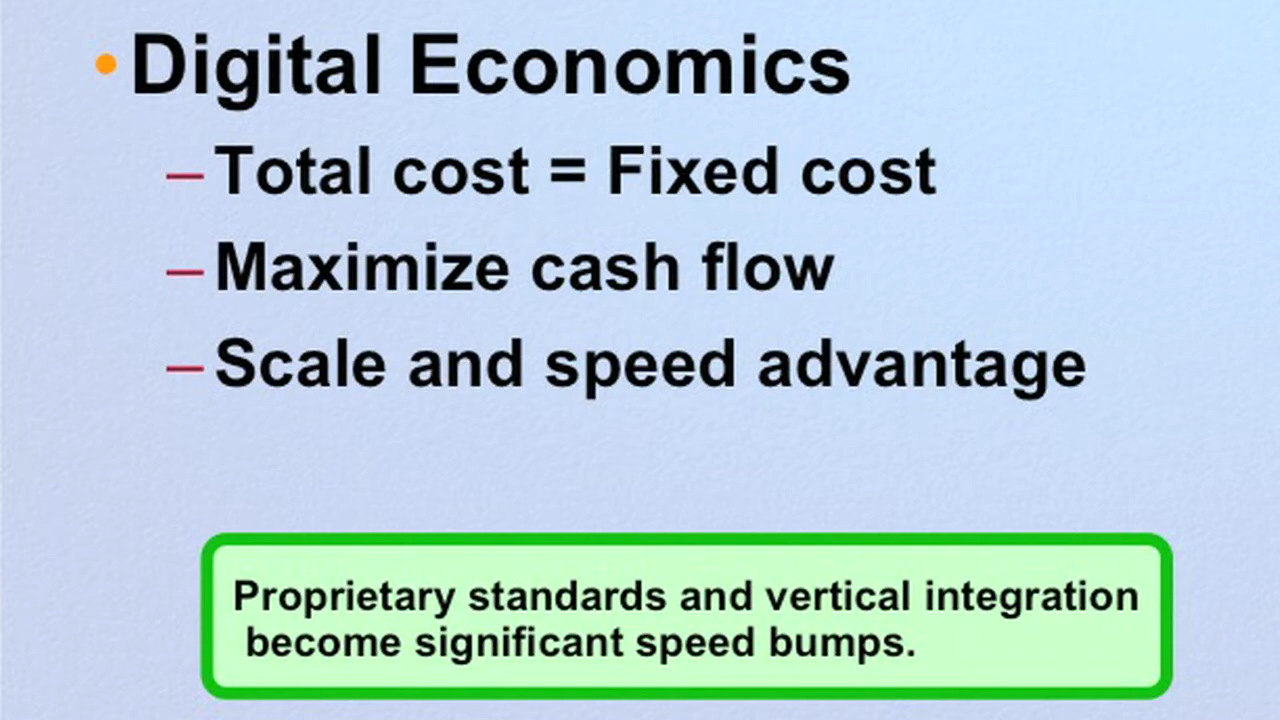 • Digital Economics
– Total cost = Fixed cost
– Maximize cash flow
– Scale and speed advantage
Proprietary standards and vertical integration
become significant speed bumps.